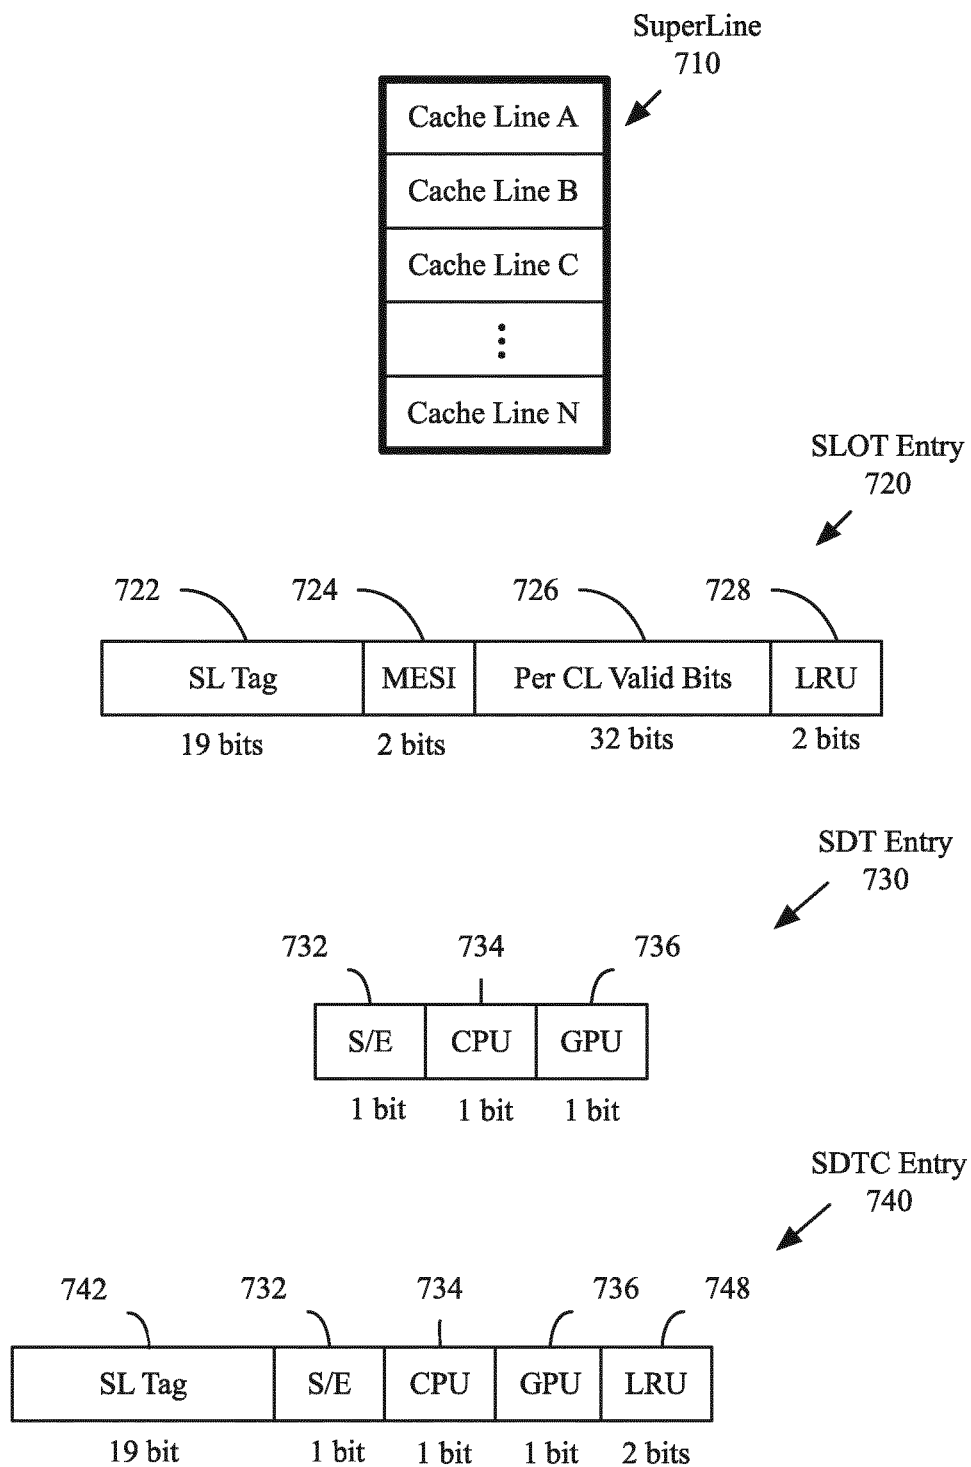 SuperLine
710
Cache Line A
Cache Line B
Cache Line C
⋮
Cache Line N
SLOT Entry
720
722 724 726 728
SL Tag MESI Per CL Valid Bits LRU
19 bits 2 bits 32 bits 2 bits
SDT Entry
730
732 734 736
S/E CPU GPU
1 bit 1 bit 1 bit
SDTC Entry
740
742 732 734 736 748
SL Tag S/E CPU GPU LRU
19 bit 1 bit 1 bit 1 bit 2 bits